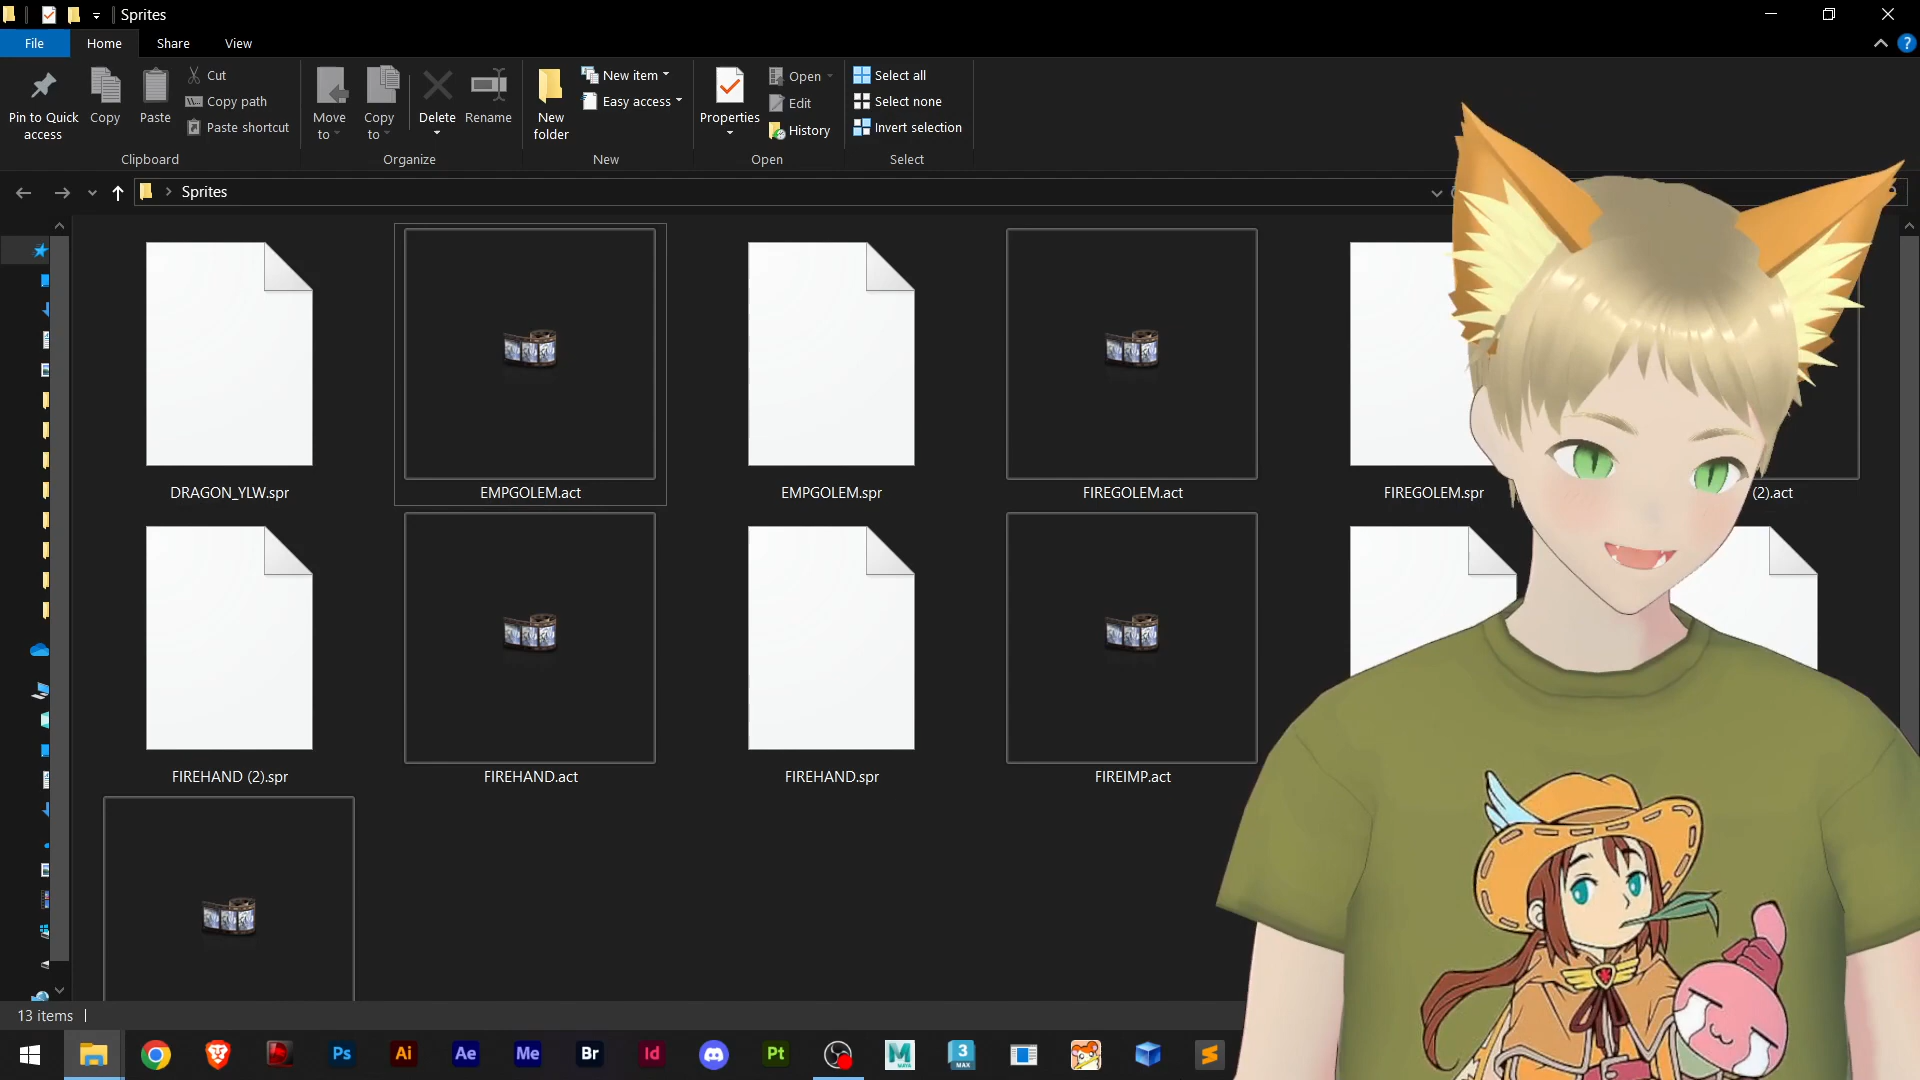 Sprites
File Home Share View
Pin to Quick access
Copy
Paste
Cut
Copy path
Paste shortcut
Clipboard
Move to
Copy to
Delete
Rename
Organize
New folder
New item
Easy access
New
Properties
Open
Edit
History
Open
Select all
Select none
Invert selection
Select
Sprites
DRAGON_YLW.spr EMPGOLEM.act EMPGOLEM.spr FIREGOLEM.act FIREGOLEM.spr (2).act
FIREHAND (2).spr FIREHAND.act FIREHAND.spr FIREIMP.act
13 items
Ps Ai Ae Me Br Id Pt M 3 S
MAYA MAX